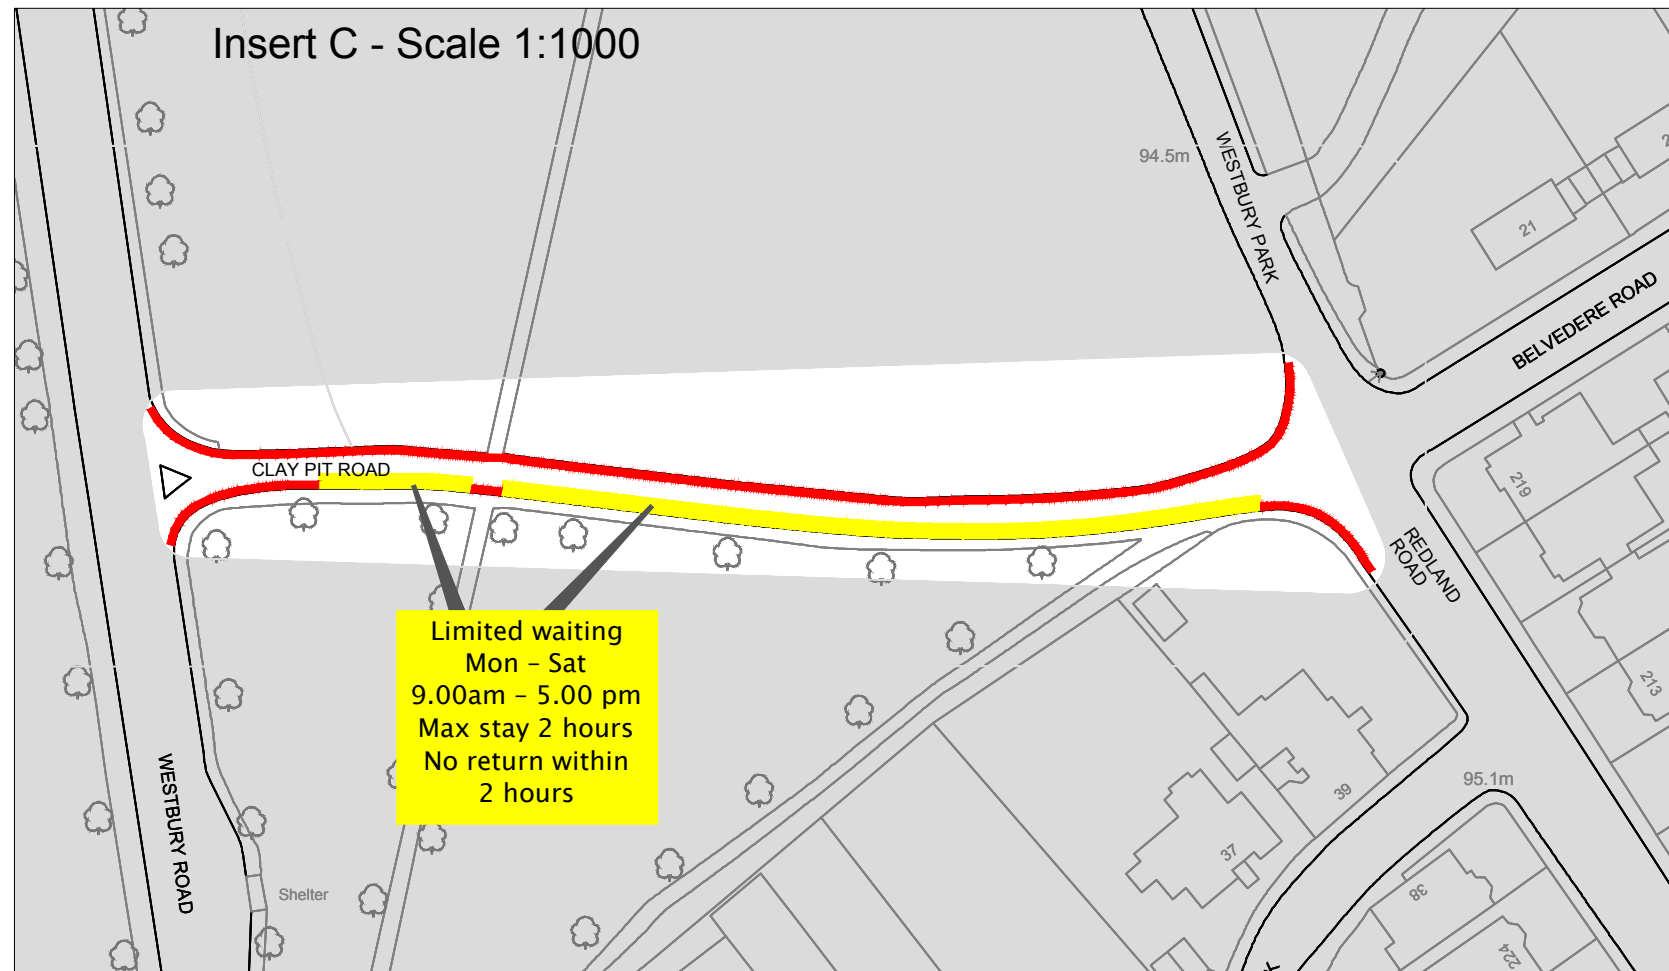 Insert C - Scale 1:1000
94.5m
WESTBURY PARK
21
BELVEDERE ROAD
CLAY PIT ROAD
219
REDLAND
ROAD
Limited waiting
Mon – Sat
9.00am – 5.00 pm
Max stay 2 hours
No return within
2 hours
213
WESTBURY ROAD
95.1m
39
37
38
Shelter
224